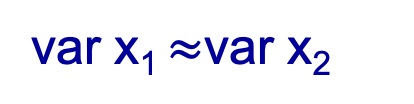 var x₁ ≈var x₂